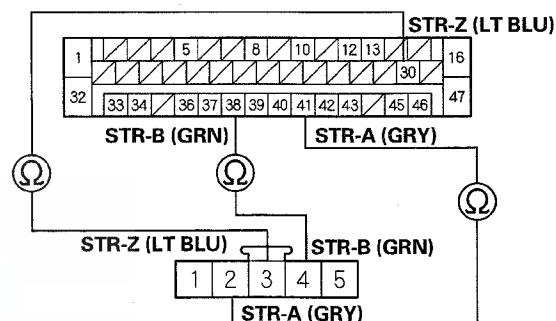 STR-Z (LT BLU)
1 5 8 10 12 13 16
30
32 33 34 36 37 38 39 40 41 42 43 45 46 47
STR-B (GRN) STR-A (GRY)
Ω Ω Ω
STR-Z (LT BLU) STR-B (GRN)
1 2 3 4 5
STR-A (GRY)